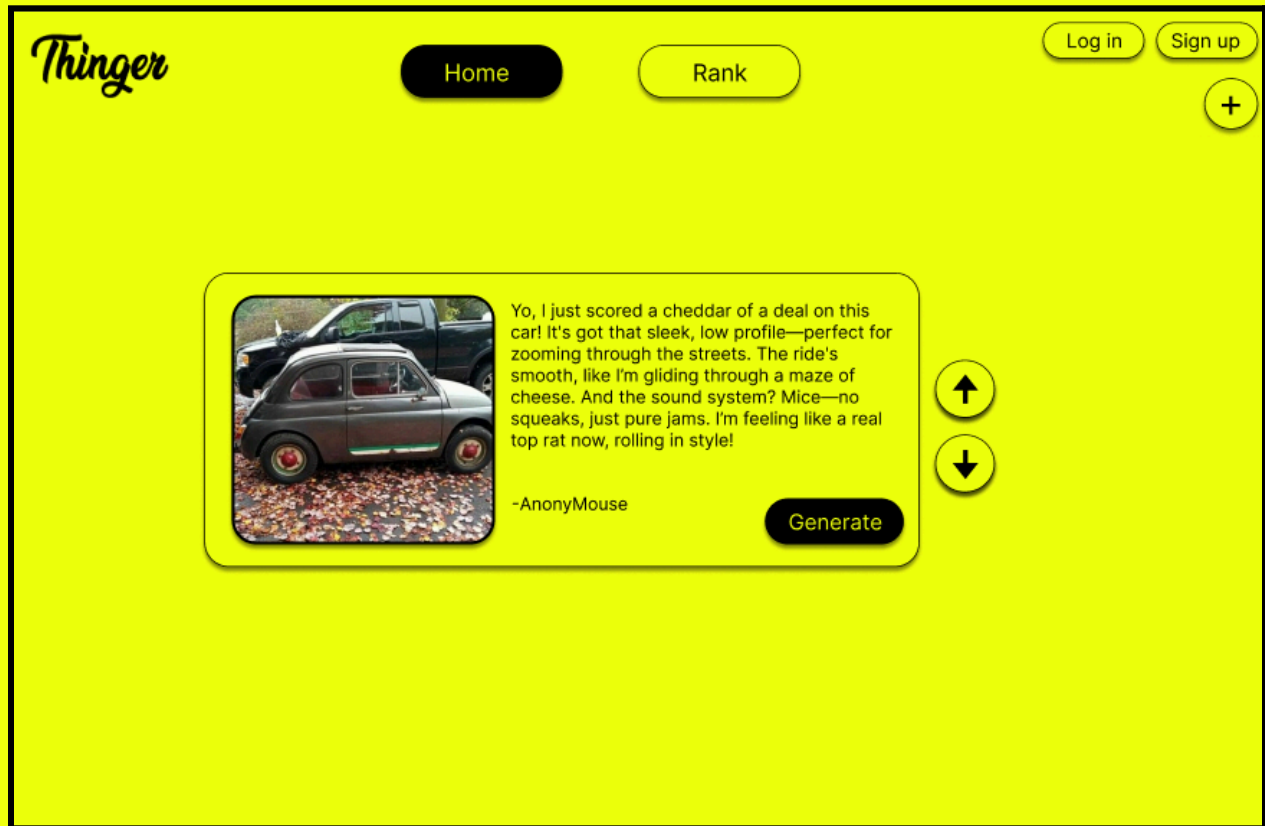 Thinger
Home
Rank
Log in
Sign up
+
Yo, I just scored a cheddar of a deal on this
car! It's got that sleek, low profile—perfect for
zooming through the streets. The ride's
smooth, like I’m gliding through a maze of
cheese. And the sound system? Mice—no
squeaks, just pure jams. I’m feeling like a real
top rat now, rolling in style!
-AnonyMouse
Generate